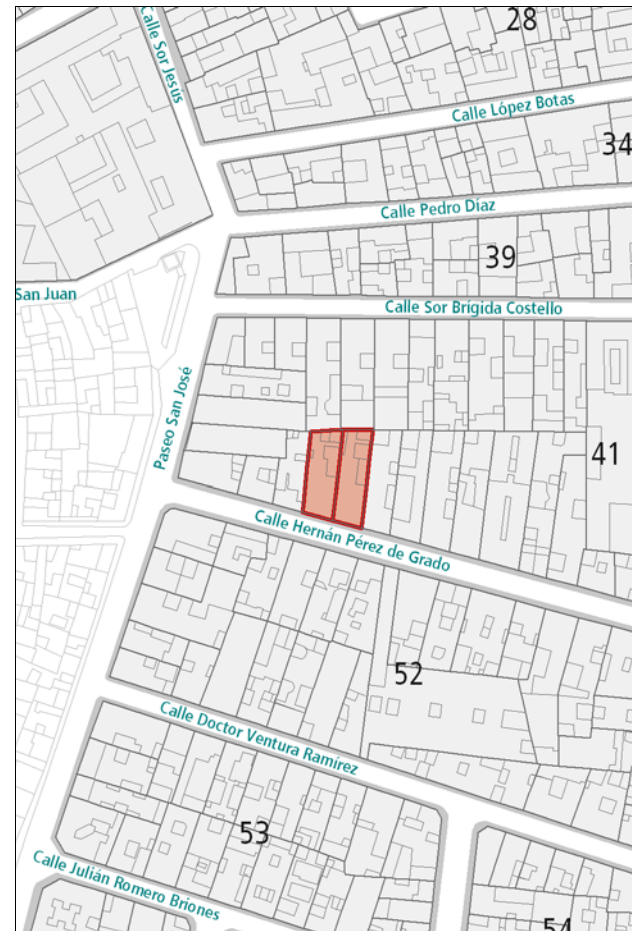 28
Calle Sor Jesús
Calle López Botas
34
Calle Pedro Díaz
39
San Juan
Calle Sor Brígida Costello
Paseo San José
41
Calle Hernán Pérez de Grado
52
Calle Doctor Ventura Ramírez
53
Calle Julián Romero Briones
54